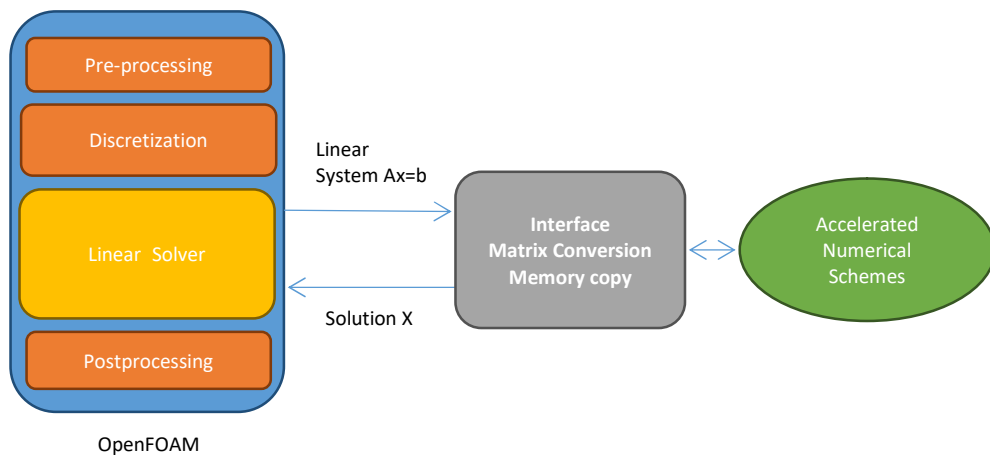 Pre-processing
Discretization
Linear Solver
Postprocessing
OpenFOAM
Linear
System Ax=b
Solution X
Interface
Matrix Conversion
Memory copy
Accelerated
Numerical
Schemes